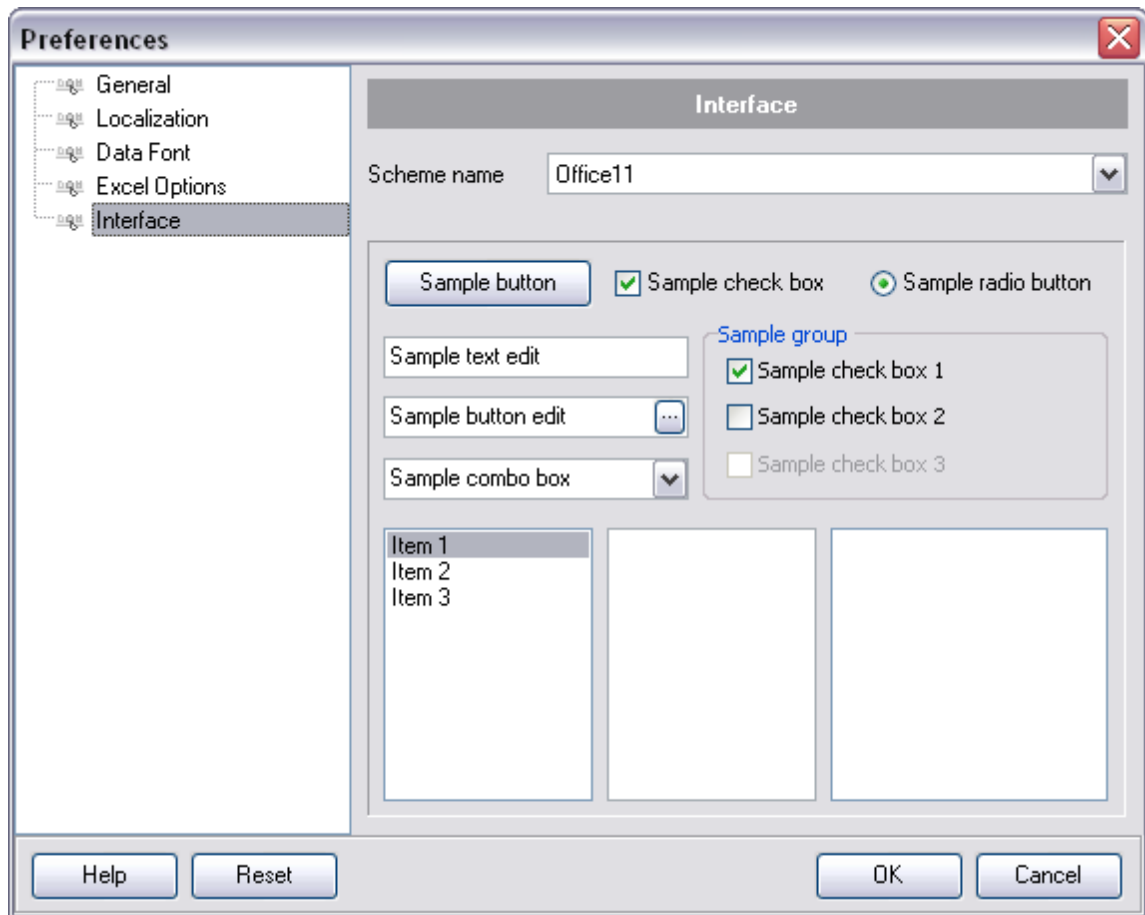 Preferences
General
Localization
Data Font
Excel Options
Interface
Interface
Scheme name
Office11
Sample button
Sample check box
Sample radio button
Sample text edit
Sample button edit
...
Sample combo box
Sample group
Sample check box 1
Sample check box 2
Sample check box 3
Item 1
Item 2
Item 3
Help
Reset
OK
Cancel